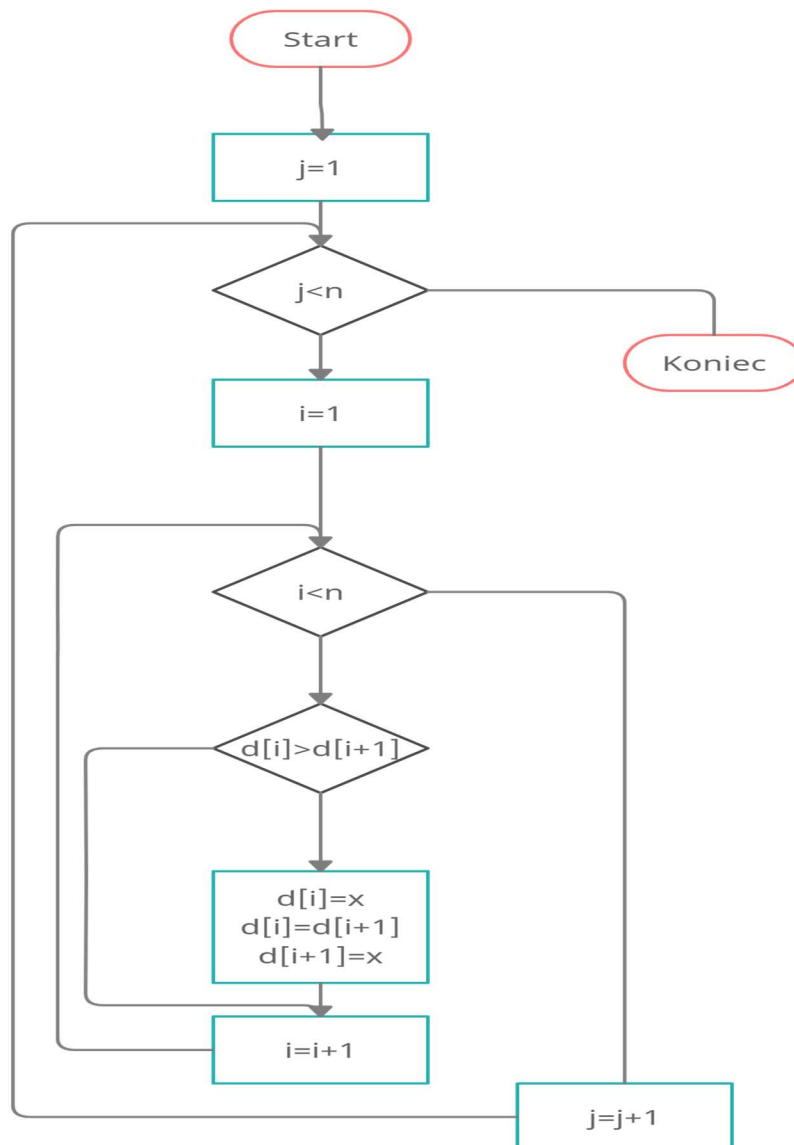 Start
j=1
j<n
Koniec
i=1
i<n
d[i]>d[i+1]
d[i]=x
d[i]=d[i+1]
d[i+1]=x
i=i+1
j=j+1